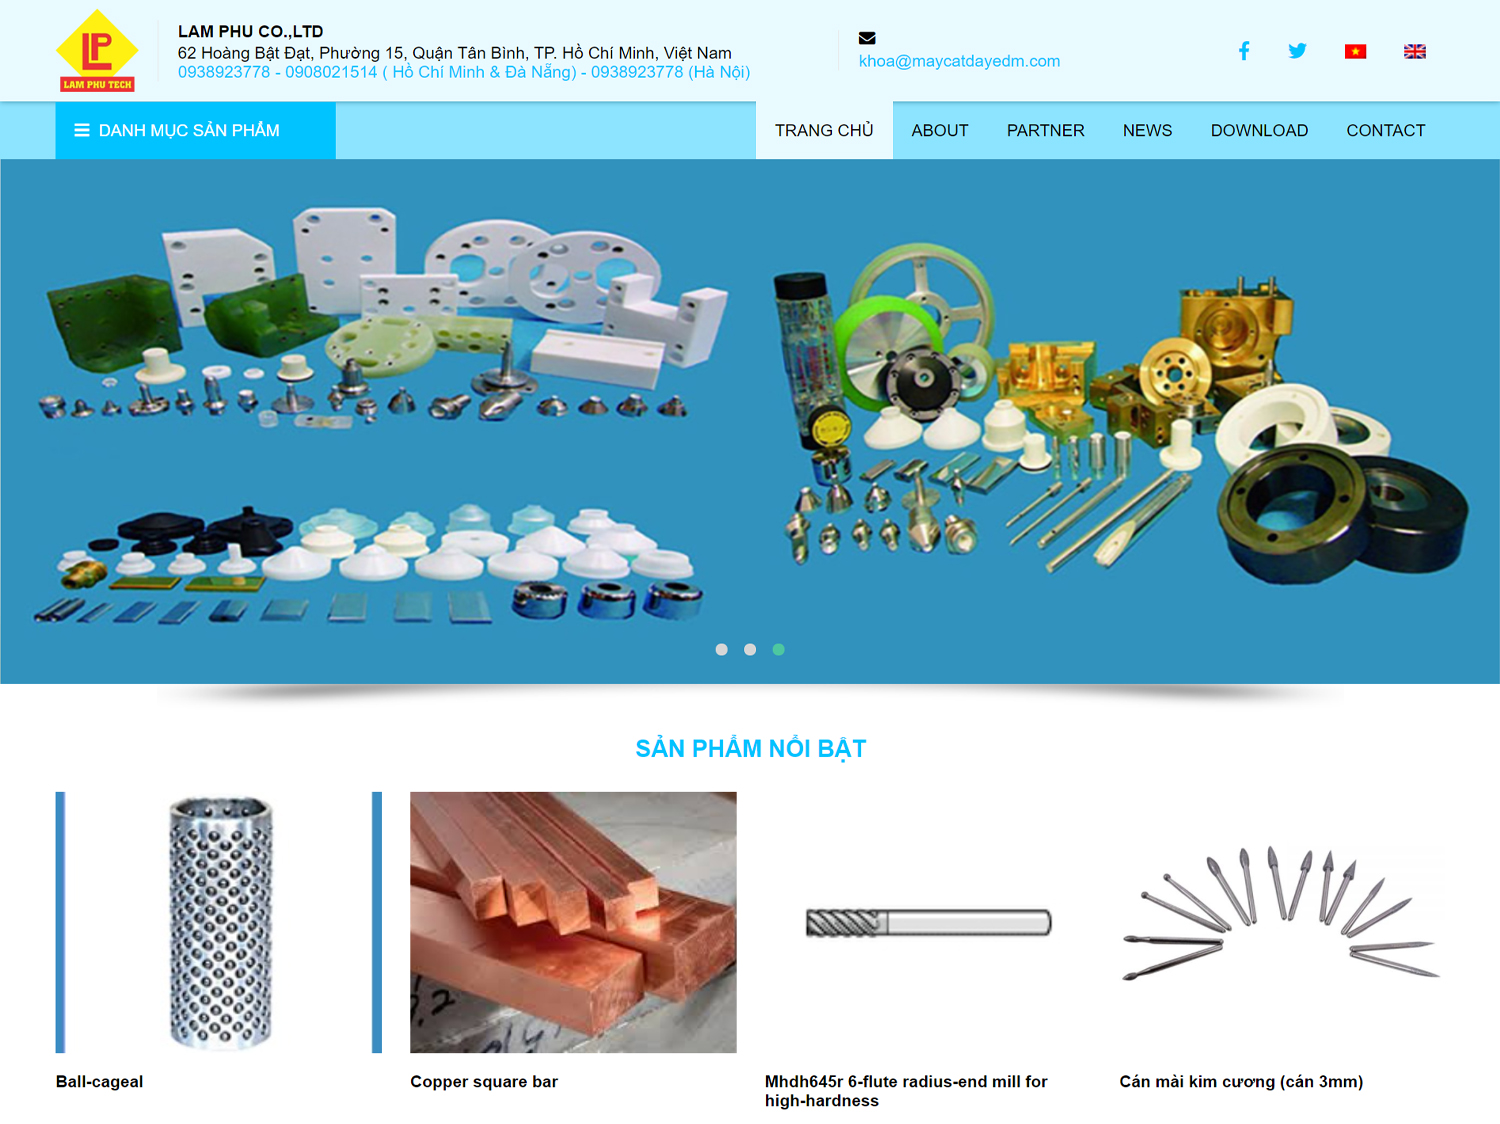 LP
LAM PHU TECH
LAM PHU CO.,LTD
62 Hoàng Bật Đạt, Phường 15, Quận Tân Bình, TP. Hồ Chí Minh, Việt Nam
0938923778 - 0908021514 ( Hồ Chí Minh & Đà Nẵng) - 0938923778 (Hà Nội)
khoa@maycatdayedm.com
DANH MỤC SẢN PHẨM
TRANG CHỦ
ABOUT
PARTNER
NEWS
DOWNLOAD
CONTACT
SẢN PHẨM NỔI BẬT
Ball-cageal
Copper square bar
Mhdh645r 6-flute radius-end mill for
high-hardness
Cán mài kim cương (cán 3mm)